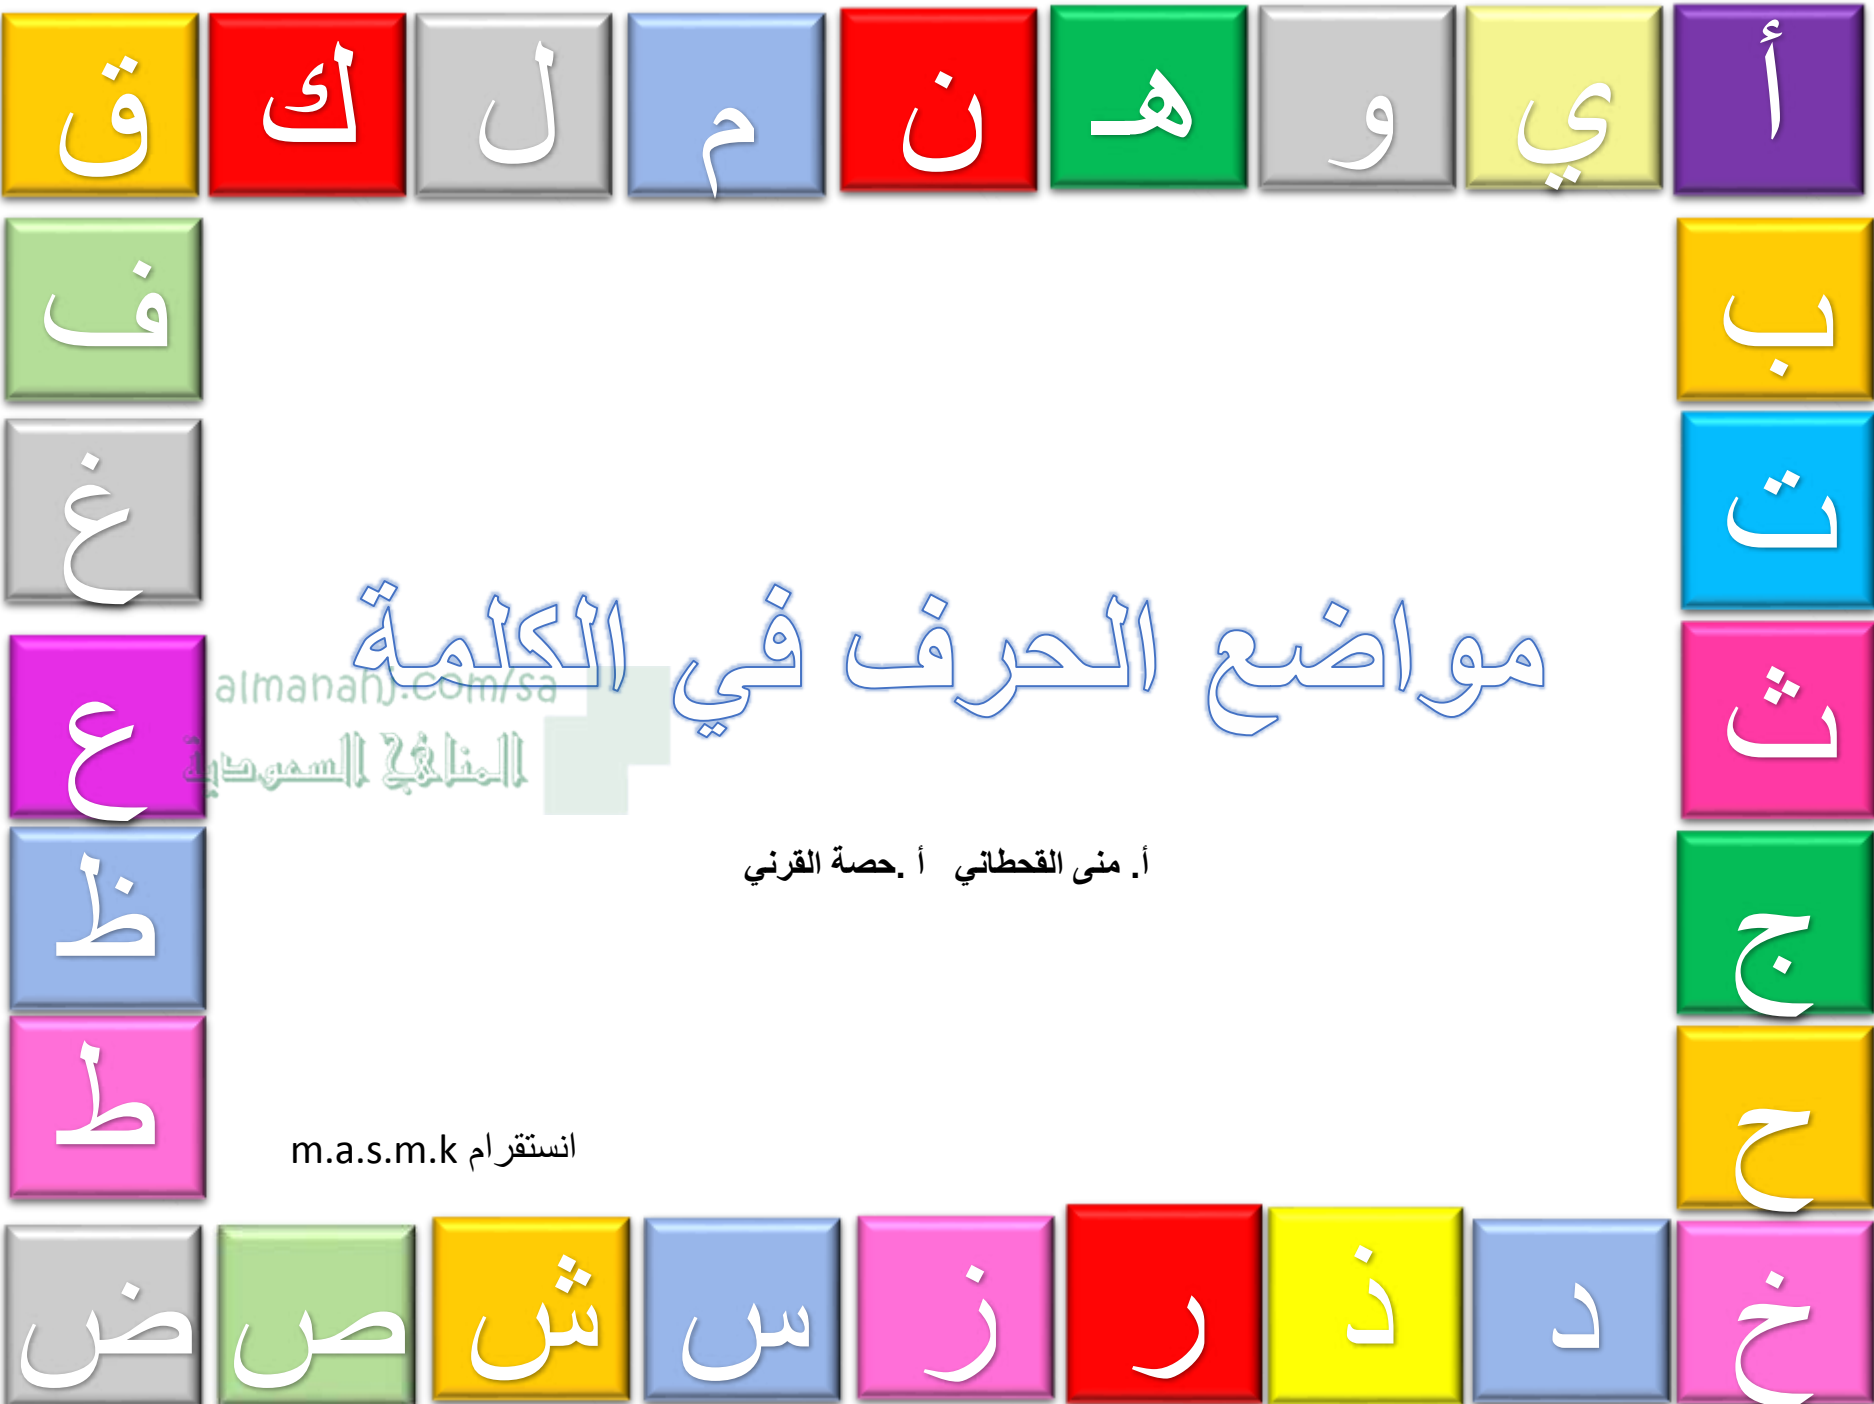 أ ي و هـ ن م ل ك ق
ب ف
ت غ
مواضع الحرف في الكلمة
almanahj.com/sa
المناهج السعودية
ث ع
أ. منى القحطاني أ .حصة القرني
ج ظ
ح ط
انستقرام m.a.s.m.k
خ د ذ ر ز س ش ص ض